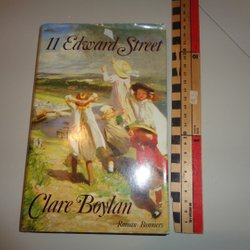 11 Edward Street
Clare Boylan
Roman Bonniers